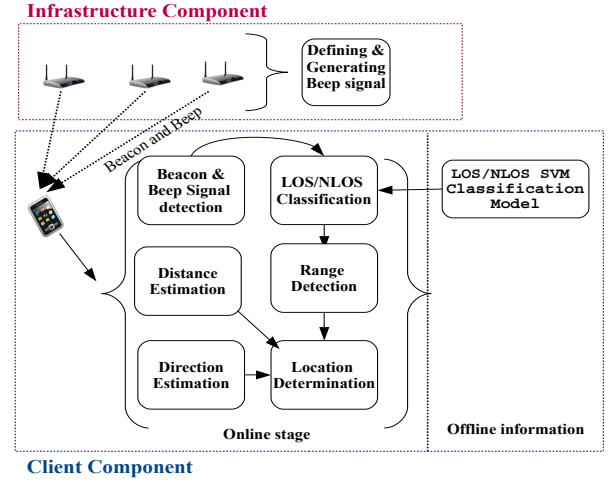 Infrastructure Component
Defining &
Generating
Beep signal
Beacon and Beep
Beacon &
Beep Signal
detection
LOS/NLOS
Classification
LOS/NLOS SVM
Classification
Model
Distance
Estimation
Range
Detection
Direction
Estimation
Location
Determination
Online stage
Offline information
Client Component